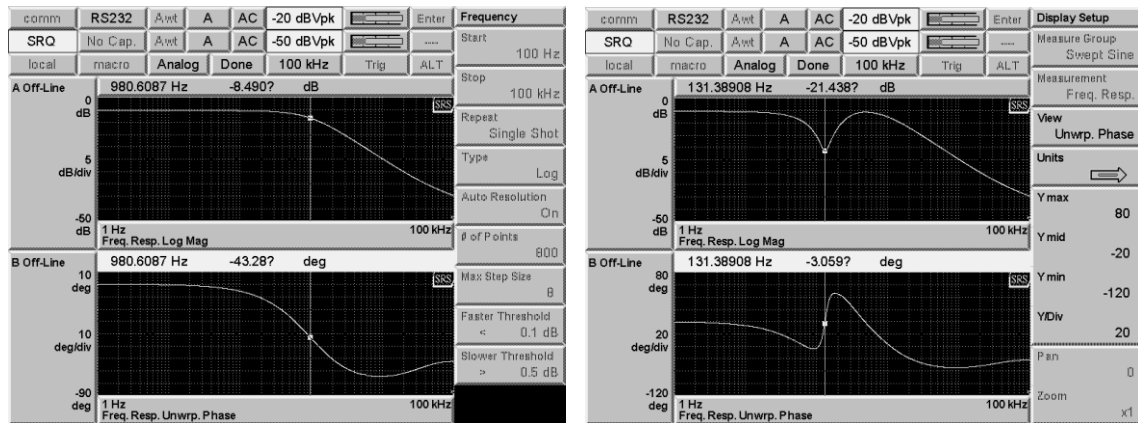 comm RS232 Awt A AC -20 dBVpk Enter Frequency
SRQ No Cap. Awt A AC -50 dBVpk ----
local macro Analog Done 100 kHz Trig ALT
Start
100 Hz
Stop
100 kHz
Repeat
Single Shot
Type
Log
Auto Resolution
On
# of Points
800
Max Step Size
8
Faster Threshold
< 0.1 dB
Slower Threshold
> 0.5 dB
A Off-Line 980.6087 Hz -8.490? dB
0
dB
SRS
5
dB/div
-50
dB
1 Hz 100 kHz
Freq. Resp. Log Mag
B Off-Line 980.6087 Hz -43.28? deg
10
deg
SRS
10
deg/div
-90
deg
1 Hz 100 kHz
Freq. Resp. Unwrp. Phase
comm RS232 Awt A AC -20 dBVpk Enter Display Setup
SRQ No Cap. Awt A AC -50 dBVpk ----
local macro Analog Done 100 kHz Trig ALT
Measure Group
Swept Sine
Measurement
Freq. Resp.
View
Unwrp. Phase
Units
Y max
80
Y mid
-20
Y min
-120
Y/Div
20
Pan
0
Zoom
x1
A Off-Line 131.38908 Hz -21.438? dB
0
dB
SRS
5
dB/div
-50
dB
1 Hz 100 kHz
Freq. Resp. Log Mag
B Off-Line 131.38908 Hz -3.059? deg
80
deg
SRS
20
deg/div
-120
deg
1 Hz 100 kHz
Freq. Resp. Unwrp. Phase